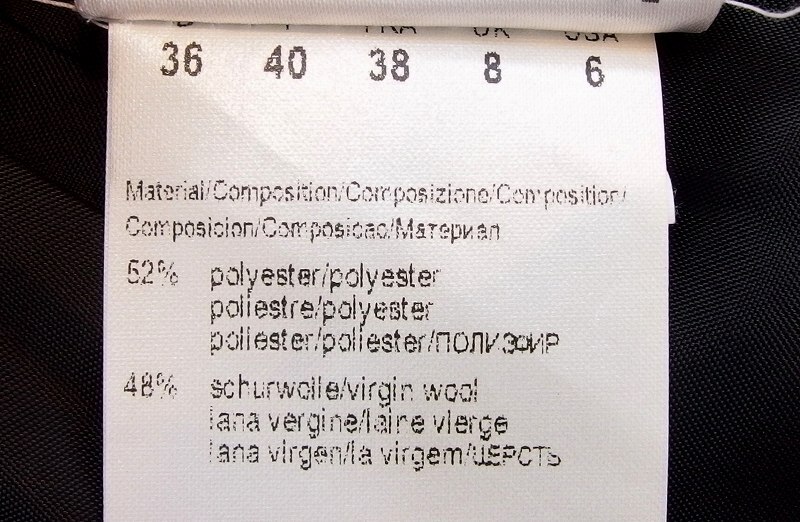 36 40 38 8 6
Material/Composition/Composizione/Composition/
Composicion/Composicao/Материал
52% polyester/polyester
poliestre/polyester
poliester/poliester/ПОЛИЭФИР
48% schurwolle/virgin wool
lana vergine/laine vierge
lana virgen/la virgem/ШЕРСТЬ